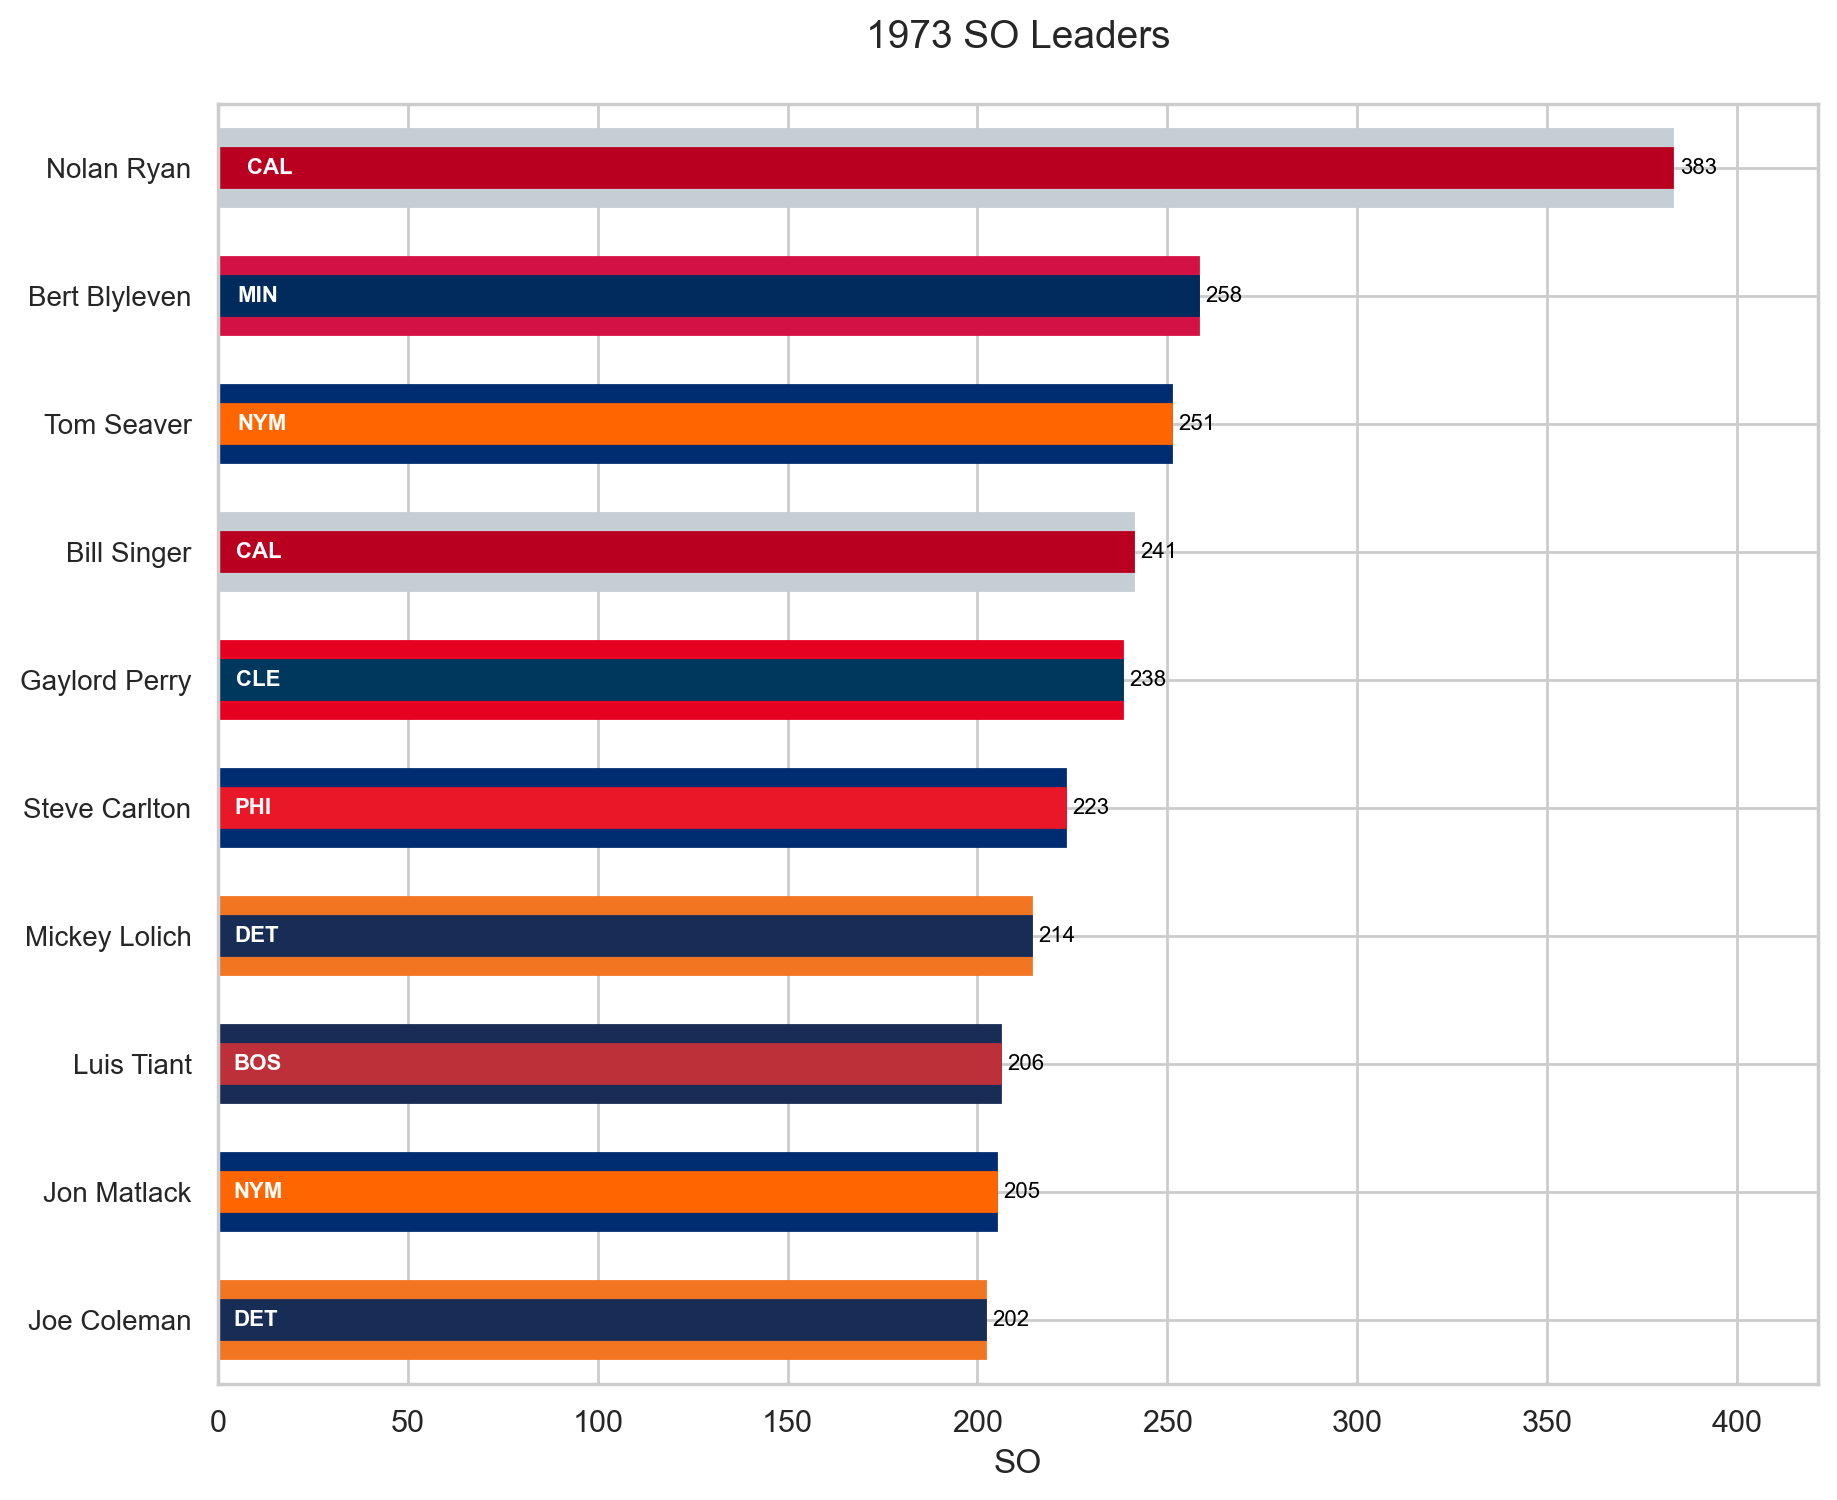 1973 SO Leaders
Nolan Ryan CAL 383
Bert Blyleven MIN 258
Tom Seaver NYM 251
Bill Singer CAL 241
Gaylord Perry CLE 238
Steve Carlton PHI 223
Mickey Lolich DET 214
Luis Tiant BOS 206
Jon Matlack NYM 205
Joe Coleman DET 202
0 50 100 150 200 250 300 350 400
SO